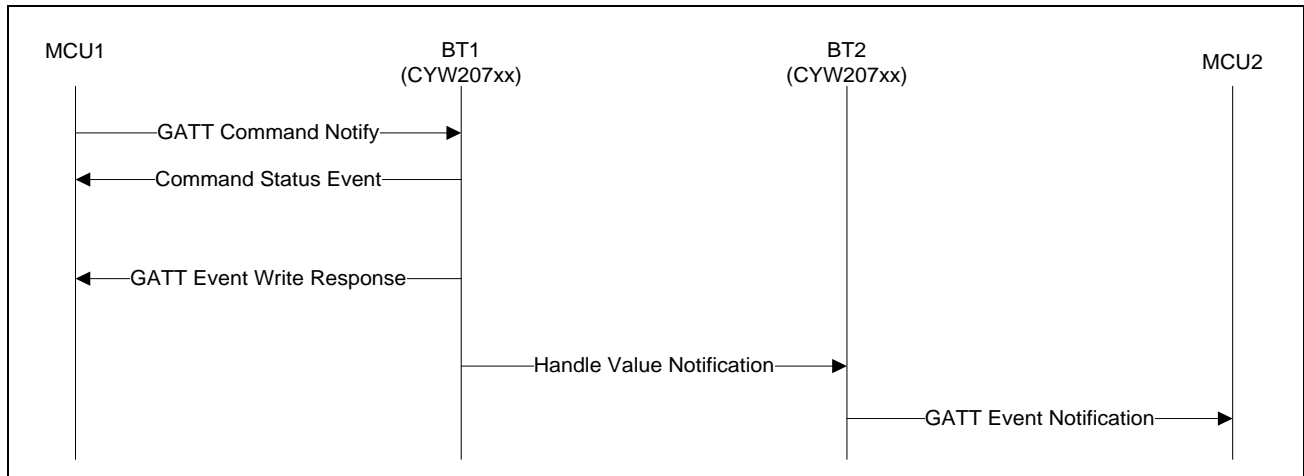 MCU1
BT1
(CYW207xx)
BT2
(CYW207xx)
MCU2
GATT Command Notify
Command Status Event
GATT Event Write Response
Handle Value Notification
GATT Event Notification